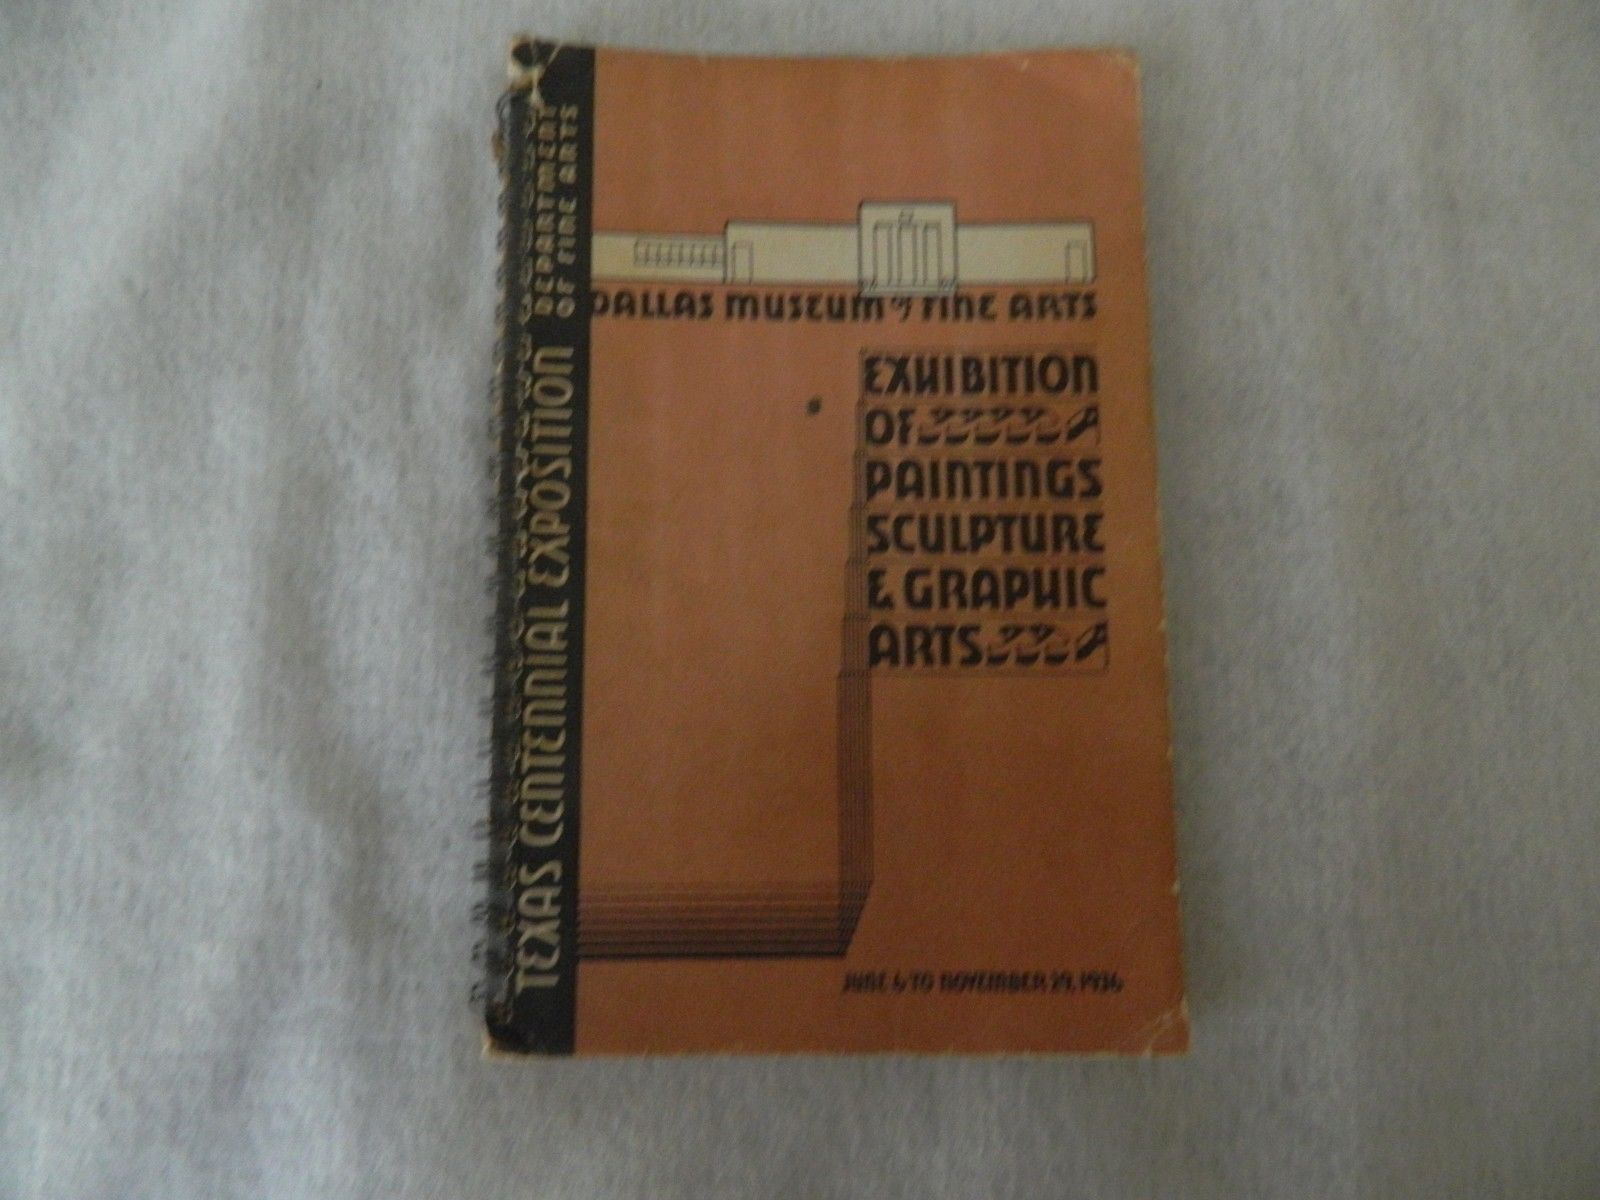 TEXAS CENTENNIAL EXPOSITION
DEPARTMENT
OF FINE ARTS
DALLAS MUSEUM of FINE ARTS
EXHIBITION
OF
PAINTINGS
SCULPTURE
& GRAPHIC
ARTS
JUNE 6 TO NOVEMBER 29, 1936